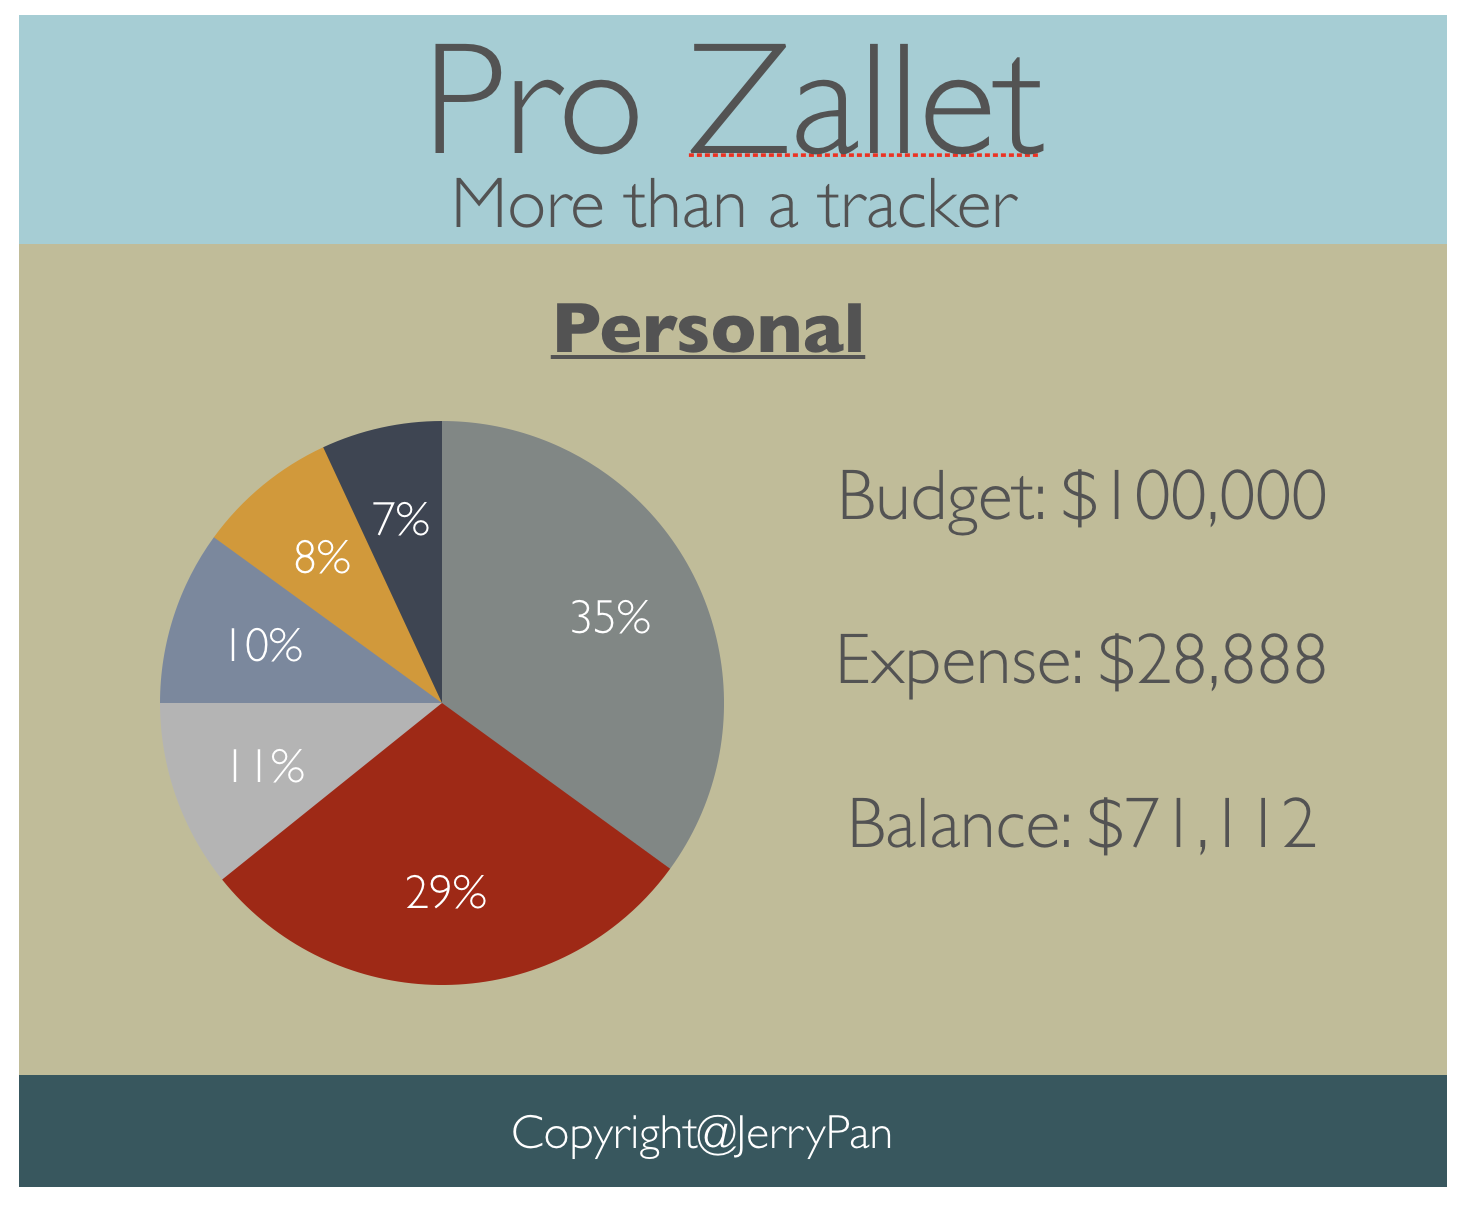 Pro Zallet
More than a tracker
Personal
7%
8%
35%
10%
11%
29%
Budget: $100,000
Expense: $28,888
Balance: $71,112
Copyright@JerryPan